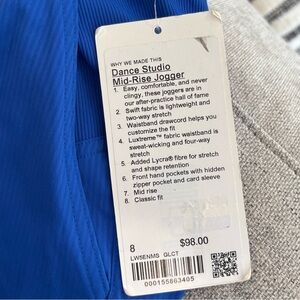 WHY WE MADE THIS
Dance Studio
Mid-Rise Jogger
1. Easy, comfortable, and never
clingy, these joggers are in
our after-practice hall of fame
2. Swift fabric is lightweight and
two-way stretch
3. Waistband drawcord helps you
customize the fit
4. Luxtreme™ fabric waistband is
sweat-wicking and four-way
stretch
5. Added Lycra® fibre for stretch
and shape retention
6. Front hand pockets with hidden
zipper pocket and card sleeve
7. Mid rise
8. Classic fit
8 $98.00
LW5ENMS GLCT
000155663405